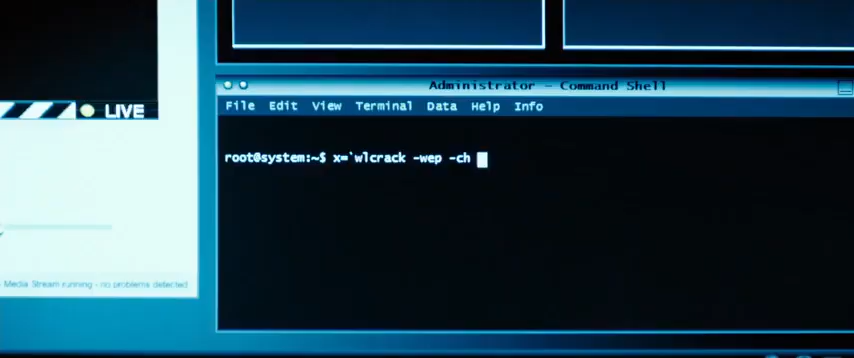 LIVE
Media Stream running - no problems detected
Administrator - Command Shell
File Edit View Terminal Data Help Info
root@system:~$ x=`wlcrack -wep -ch